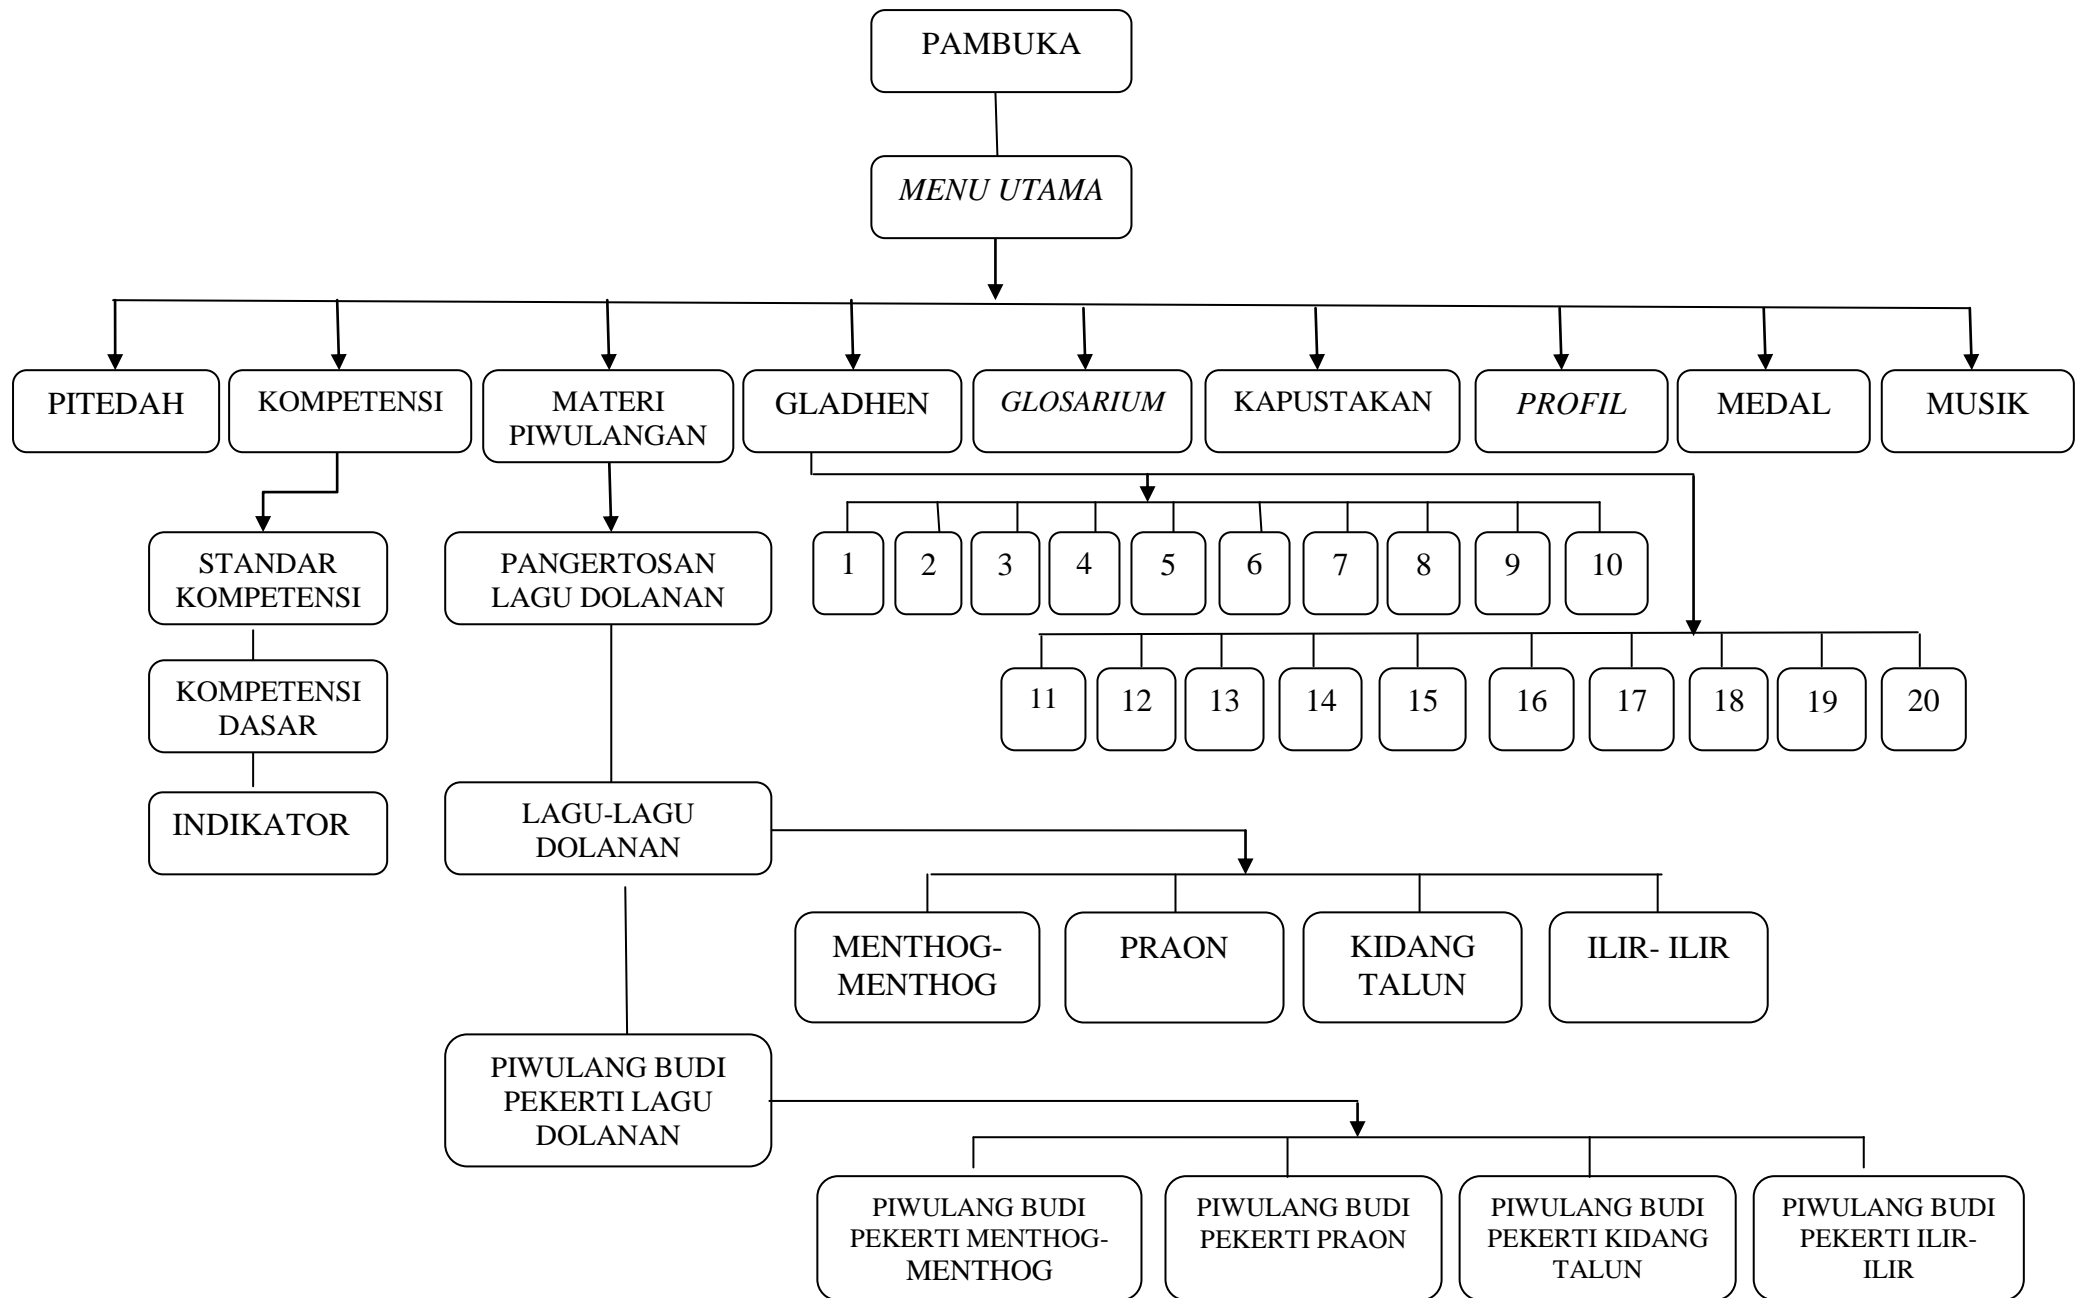 PAMBUKA
MENU UTAMA
PITEDAH
KOMPETENSI
MATERI
PIWULANGAN
GLADHEN
GLOSARIUM
KAPUSTAKAN
PROFIL
MEDAL
MUSIK
STANDAR
KOMPETENSI
PANGERTOSAN
LAGU DOLANAN
1
2
3
4
5
6
7
8
9
10
KOMPETENSI
DASAR
11
12
13
14
15
16
17
18
19
20
INDIKATOR
LAGU-LAGU
DOLANAN
MENTHOG-
MENTHOG
PRAON
KIDANG
TALUN
ILIR- ILIR
PIWULANG BUDI
PEKERTI LAGU
DOLANAN
PIWULANG BUDI
PEKERTI MENTHOG-
MENTHOG
PIWULANG BUDI
PEKERTI PRAON
PIWULANG BUDI
PEKERTI KIDANG
TALUN
PIWULANG BUDI
PEKERTI ILIR-
ILIR